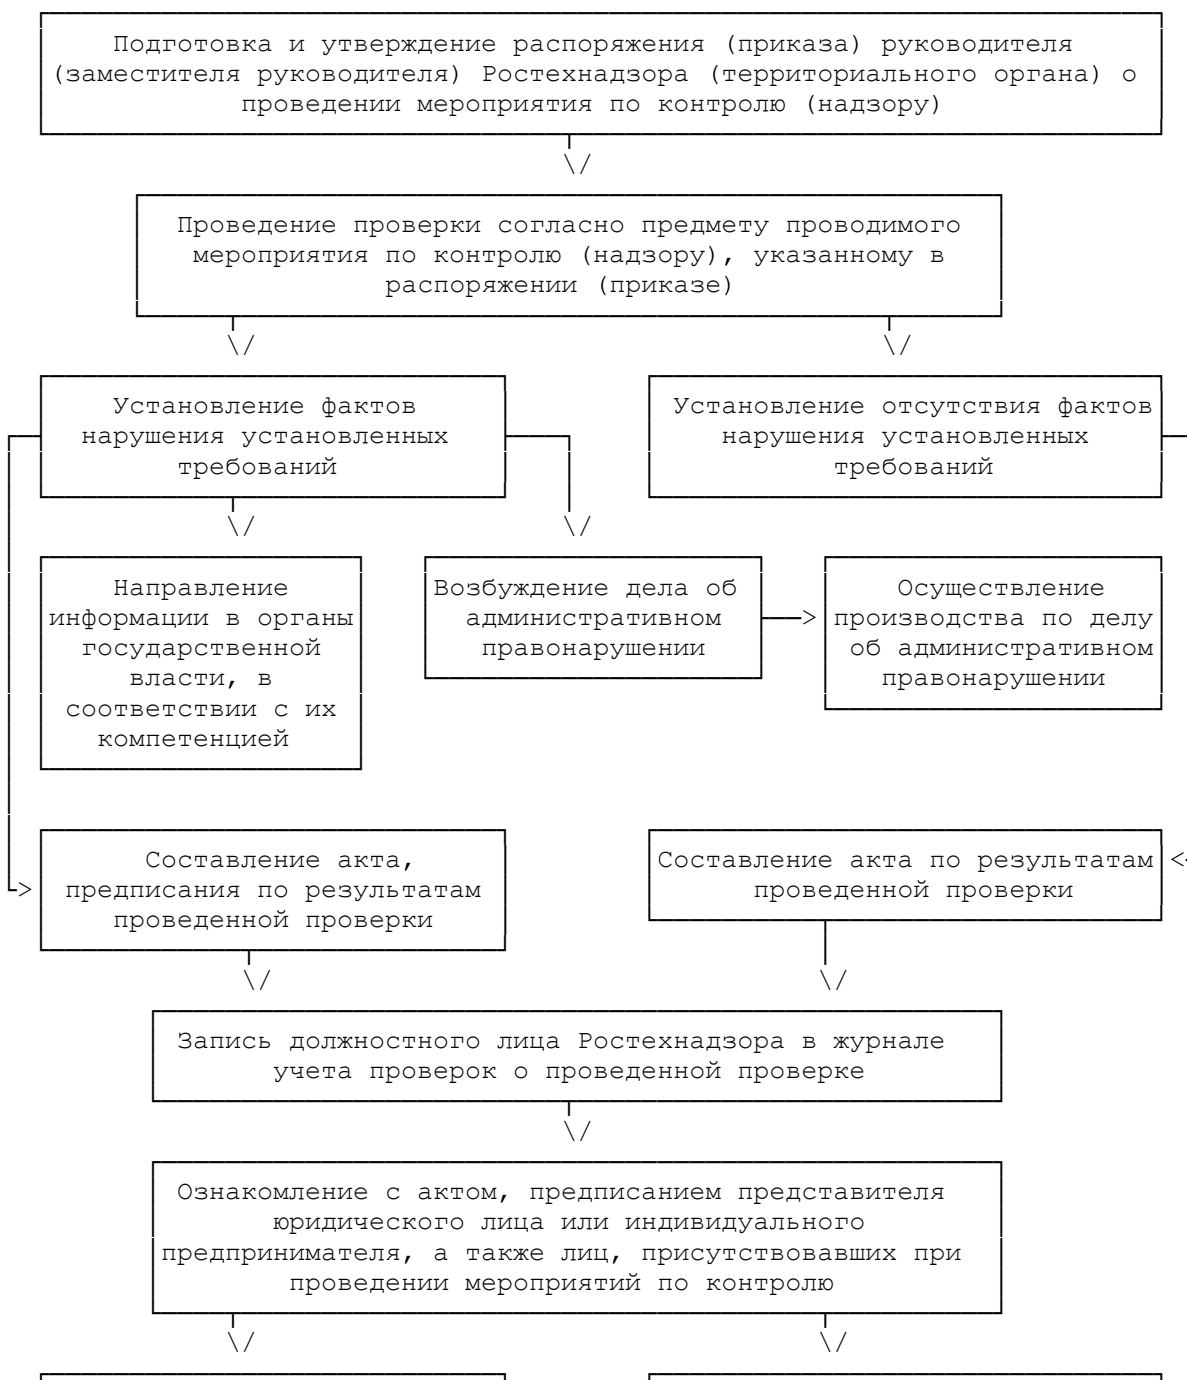 Подготовка и утверждение распоряжения (приказа) руководителя
(заместителя руководителя) Ростехнадзора (территориального органа) о
проведении мероприятия по контролю (надзору)
Проведение проверки согласно предмету проводимого
мероприятия по контролю (надзору), указанному в
распоряжении (приказе)
Установление фактов
нарушения установленных
требований
Установление отсутствия фактов
нарушения установленных
требований
Направление
информации в органы
государственной
власти, в
соответствии с их
компетенцией
Возбуждение дела об
административном
правонарушении
Осуществление
производства по делу
об административном
правонарушении
Составление акта,
предписания по результатам
проведенной проверки
Составление акта по результатам
проведенной проверки
Запись должностного лица Ростехнадзора в журнале
учета проверок о проведенной проверке
Ознакомление с актом, предписанием представителя
юридического лица или индивидуального
предпринимателя, а также лиц, присутствовавших при
проведении мероприятий по контролю